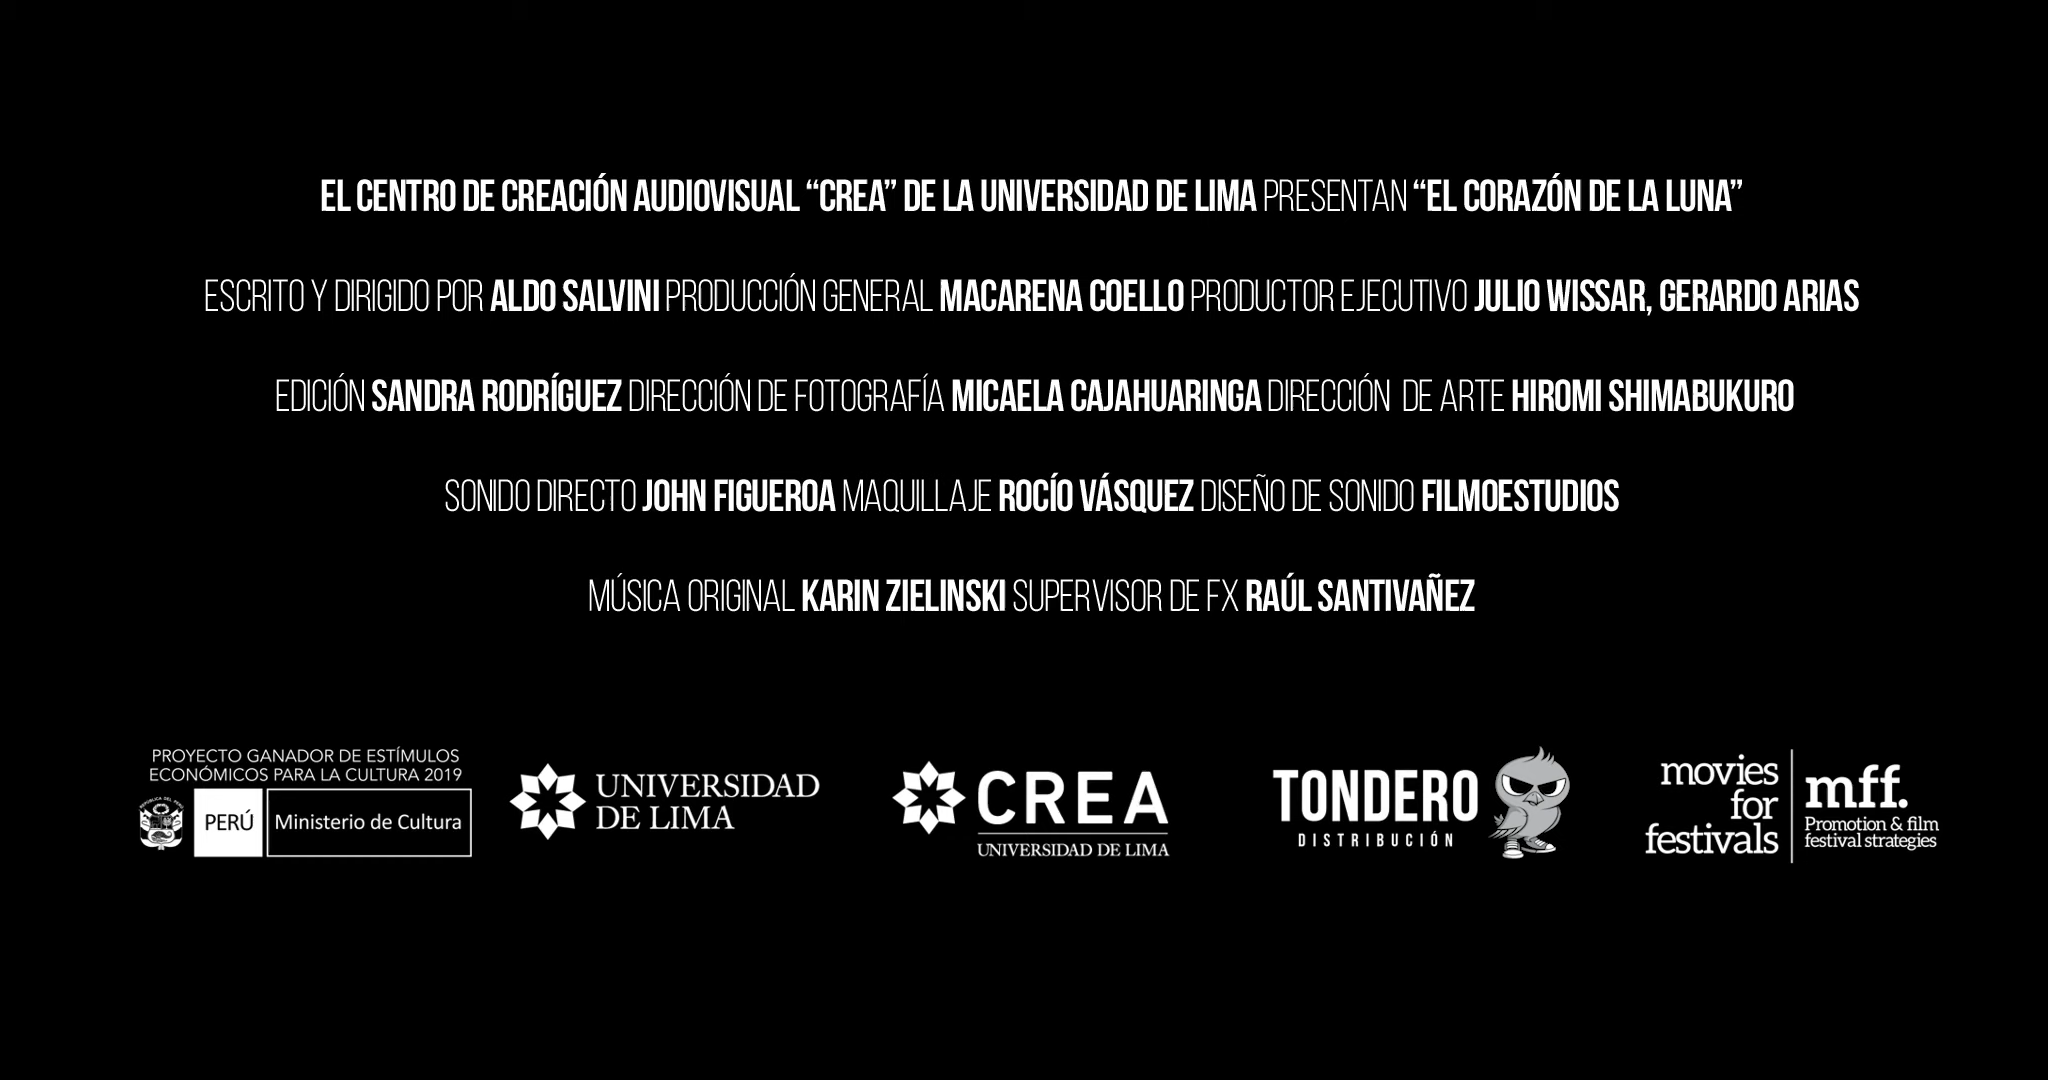 EL CENTRO DE CREACIÓN AUDIOVISUAL “CREA” DE LA UNIVERSIDAD DE LIMA PRESENTAN “EL CORAZÓN DE LA LUNA”
ESCRITO Y DIRIGIDO POR ALDO SALVINI PRODUCCIÓN GENERAL MACARENA COELLO PRODUCTOR EJECUTIVO JULIO WISSAR, GERARDO ARIAS
EDICIÓN SANDRA RODRÍGUEZ DIRECCIÓN DE FOTOGRAFÍA MICAELA CAJAHUARINGA DIRECCIÓN DE ARTE HIROMI SHIMABUKURO
SONIDO DIRECTO JOHN FIGUEROA MAQUILLAJE ROCÍO VÁSQUEZ DISEÑO DE SONIDO FILMOESTUDIOS
MÚSICA ORIGINAL KARIN ZIELINSKI SUPERVISOR DE FX RAÚL SANTIVAÑEZ
PROYECTO GANADOR DE ESTÍMULOS
ECONÓMICOS PARA LA CULTURA 2019
REPUBLICA DEL PERÚ
PERÚ Ministerio de Cultura
UNIVERSIDAD
DE LIMA
CREA
UNIVERSIDAD DE LIMA
TONDERO
DISTRIBUCIÓN
movies
for
festivals
mff.
Promotion & film
festival strategies